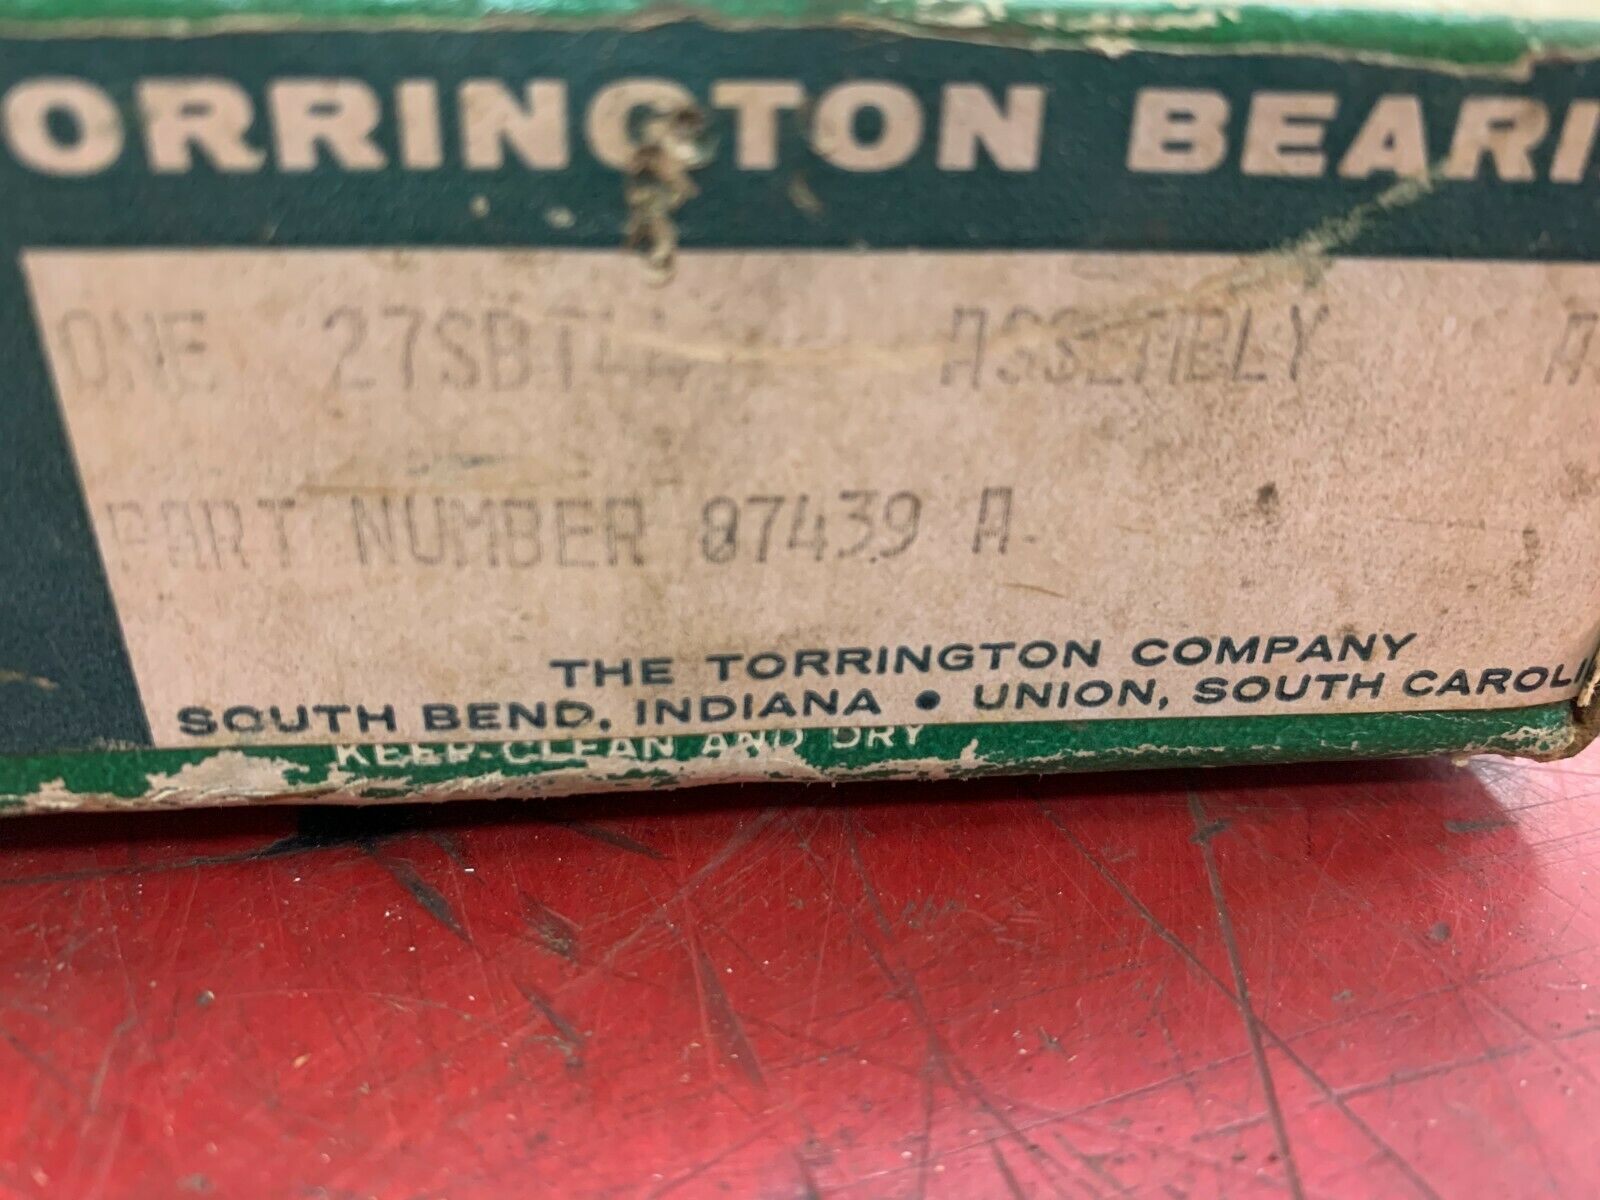 ORRINGTON BEARI
ONE ASSEMBLY
PART NUMBER 07439 A
THE TORRINGTON COMPANY
SOUTH BEND, INDIANA • UNION, SOUTH CAROLI
KEEP CLEAN AND DRY